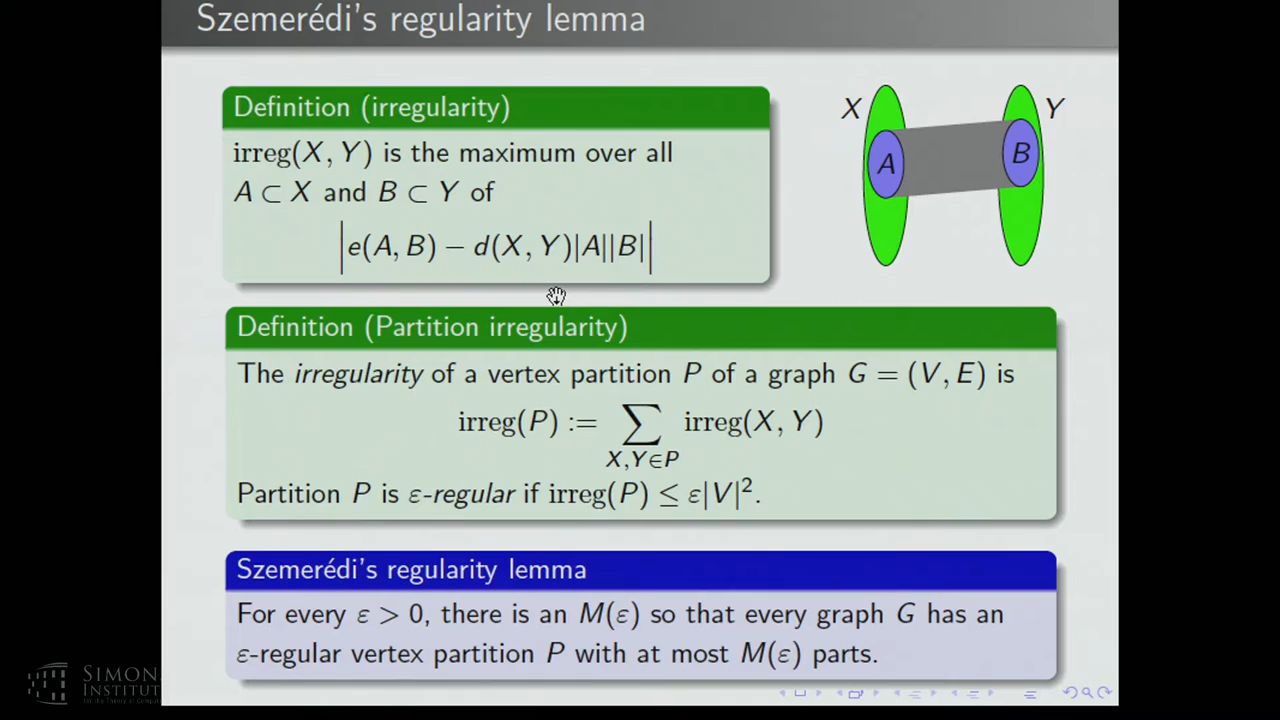 Szemerédi's regularity lemma
Definition (irregularity)
irreg(X, Y) is the maximum over all
A ⊂ X and B ⊂ Y of
|e(A, B) − d(X, Y)|A||B||
X
Y
A
B
Definition (Partition irregularity)
The irregularity of a vertex partition P of a graph G = (V, E) is
irreg(P) := ∑ irreg(X, Y)
X,Y∈P
Partition P is ε-regular if irreg(P) ≤ ε|V|².
Szemerédi's regularity lemma
For every ε > 0, there is an M(ε) so that every graph G has an
ε-regular vertex partition P with at most M(ε) parts.
SIMONS
INSTITUT